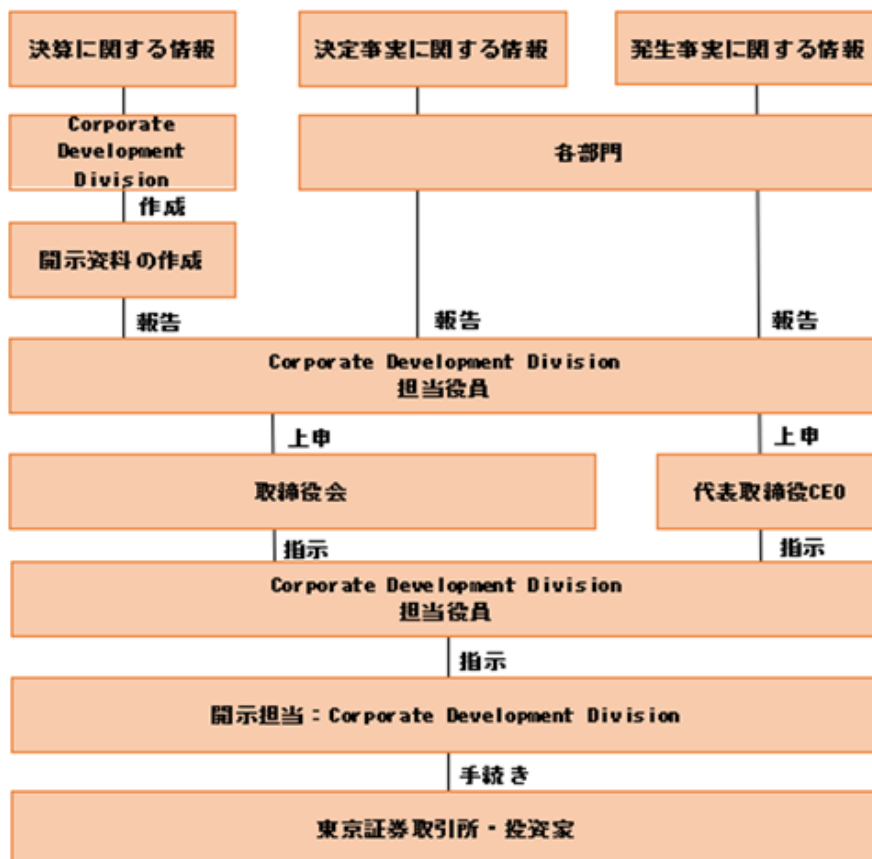 決算に関する情報
決定事実に関する情報
発生事実に関する情報
Corporate
Development
Division
各部門
作成
開示資料の作成
報告
報告
報告
Corporate Development Division
担当役員
上申
上申
取締役会
代表取締役CEO
指示
指示
Corporate Development Division
担当役員
指示
開示担当：Corporate Development Division
手続き
東京証券取引所・投資家